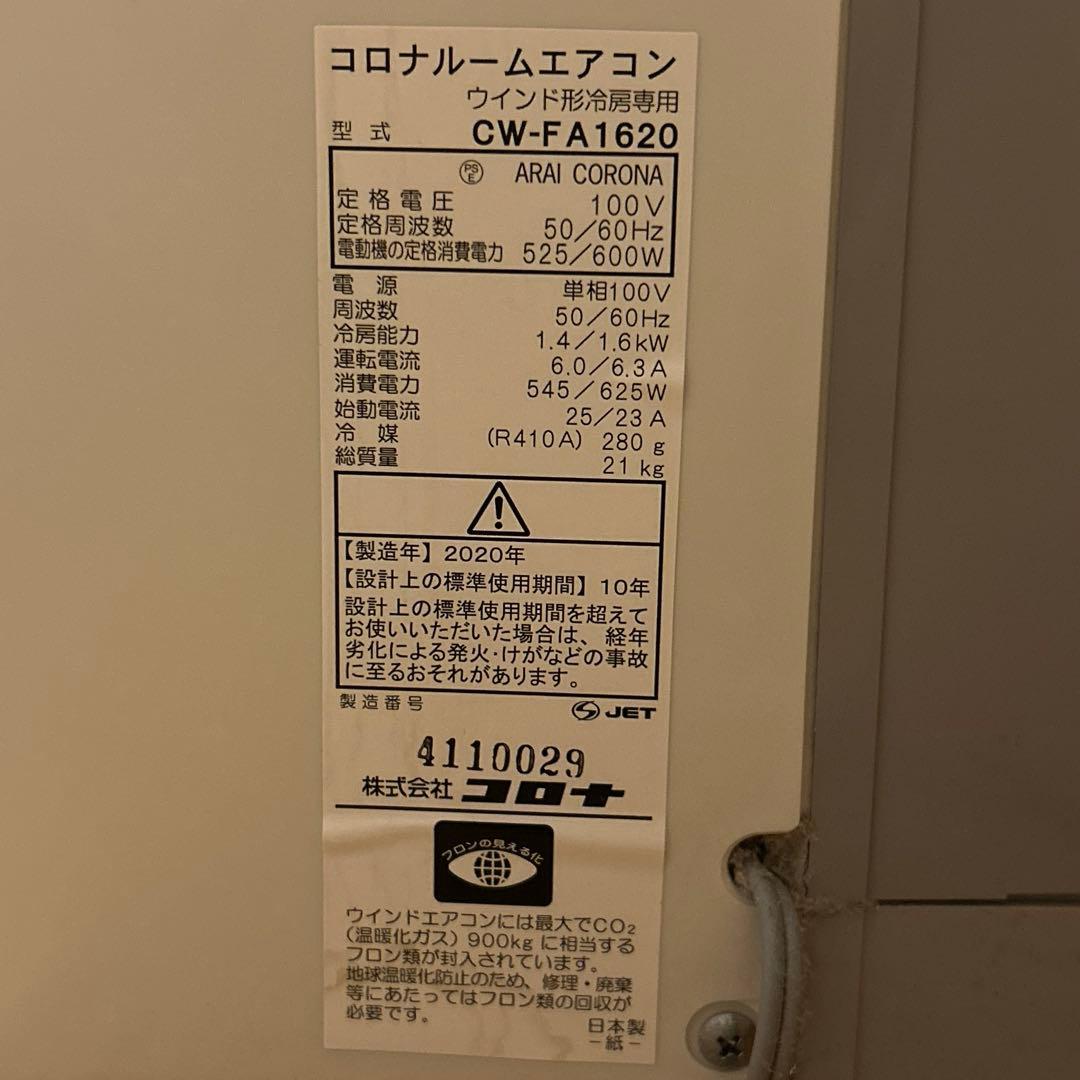 コロナルームエアコン
ウインド形冷房専用
型式 CW-FA1620
PSE ARAI CORONA
定格電圧 100V
定格周波数 50/60Hz
電動機の定格消費電力 525/600W
電源 単相100V
周波数 50/60Hz
冷房能力 1.4/1.6kW
運転電流 6.0/6.3A
消費電力 545/625W
始動電流 25/23A
冷媒 (R410A) 280g
総質量 21kg
【製造年】2020年
【設計上の標準使用期間】10年
設計上の標準使用期間を超えて
お使いいただいた場合は、経年
劣化による発火・けがなどの事故
に至るおそれがあります。
製造番号 JET
4110029
株式会社 コロナ
フロンの見える化
ウインドエアコンには最大でCO₂
(温暖化ガス)900kgに相当する
フロン類が封入されています。
地球温暖化防止のため、修理・廃棄
等にあたってはフロン類の回収が
必要です。
日本製
-紙-